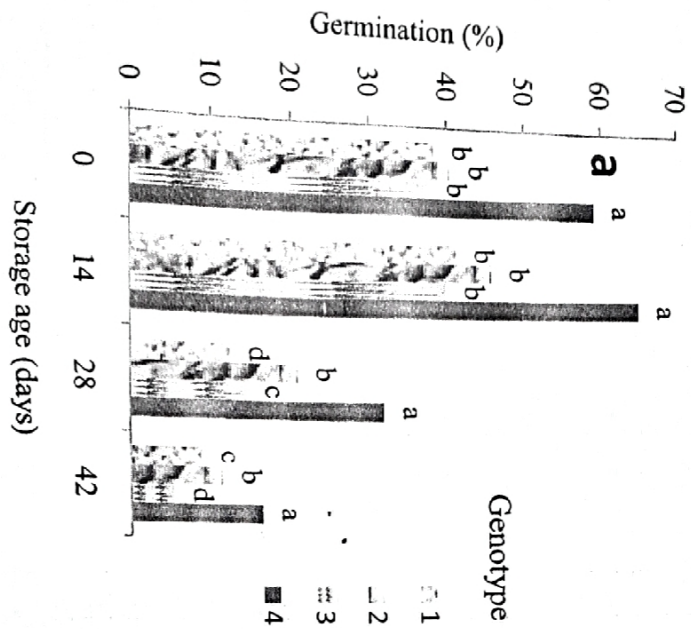 Germination (%)
0 10 20 30 40 50 60 70
a
b b b a
b b b a
d b c a
c b d a
0 14 28 42
Storage age (days)
Genotype
1
2
3
4